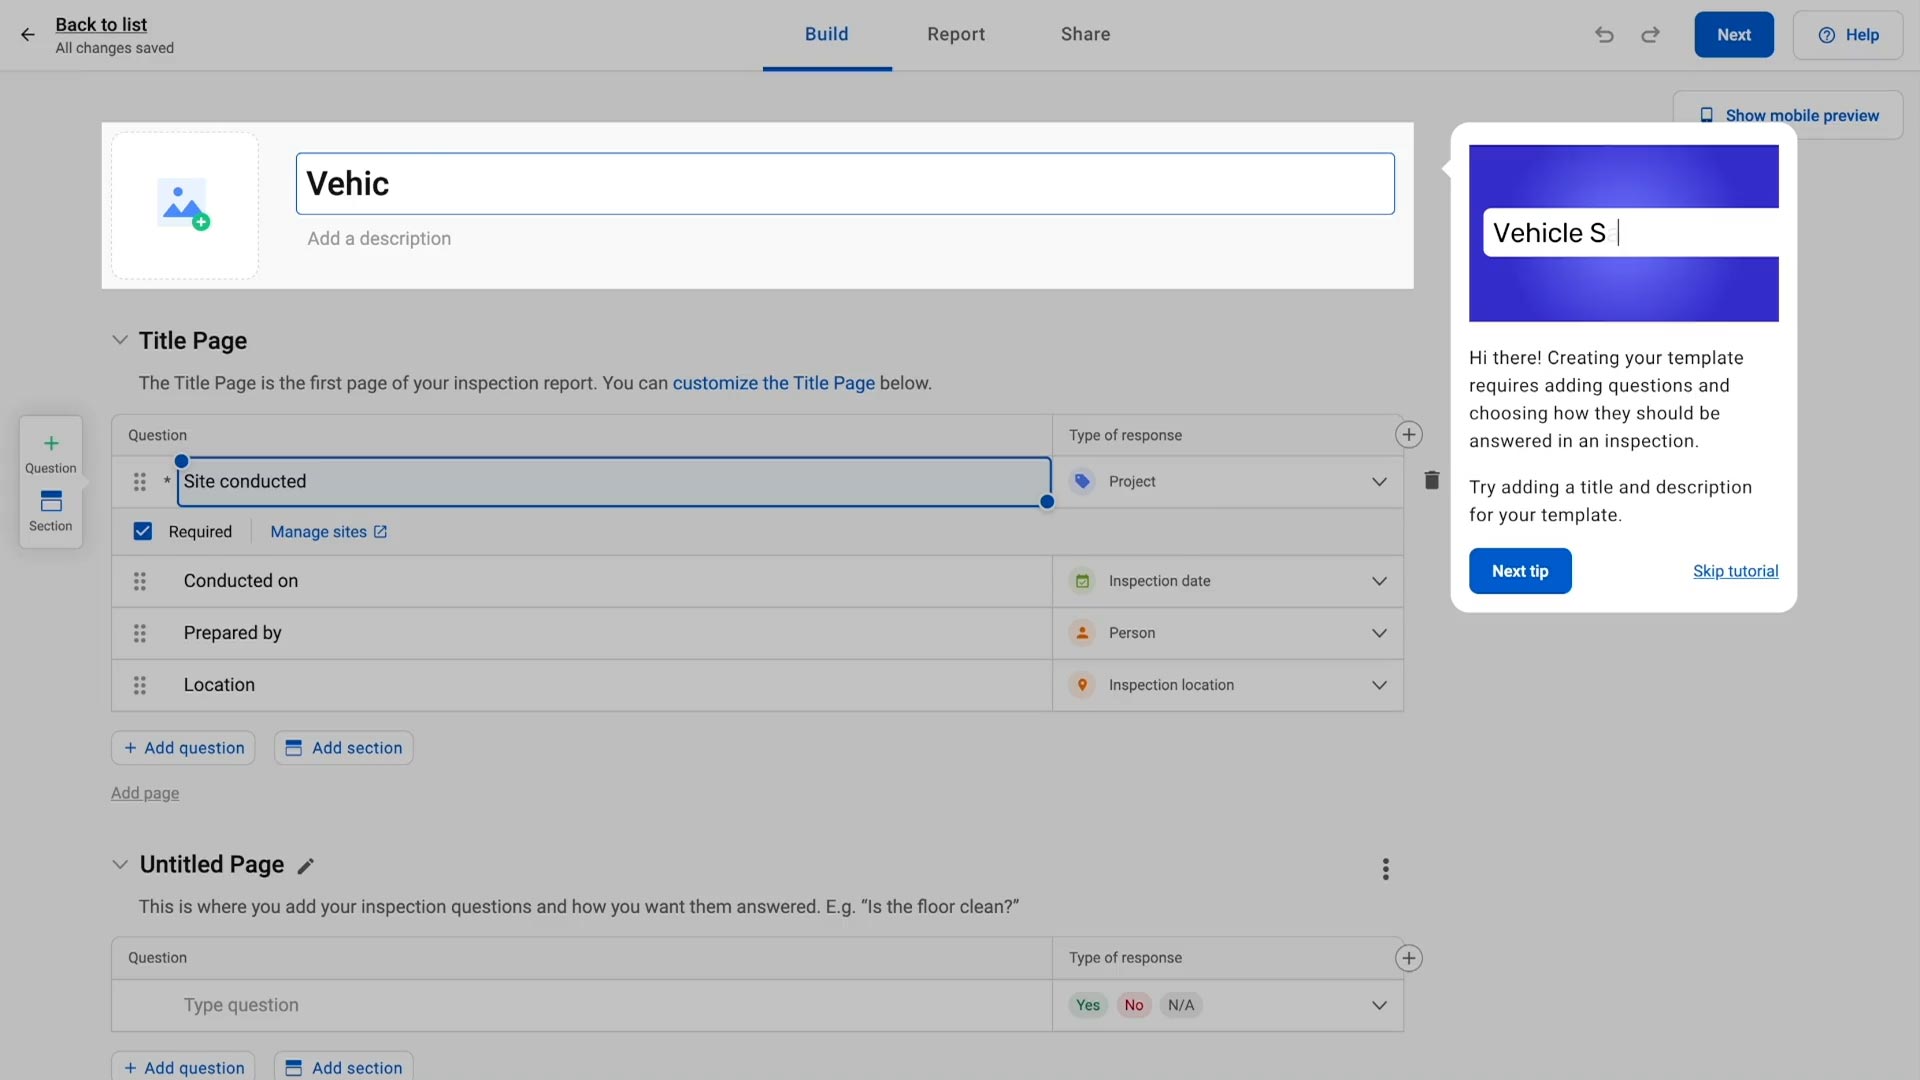 Back to list
All changes saved
Build
Report
Share
Next
Help
Show mobile preview
Vehic
Add a description
Vehicle S
Hi there! Creating your template
requires adding questions and
choosing how they should be
answered in an inspection.
Try adding a title and description
for your template.
Next tip
Skip tutorial
Title Page
The Title Page is the first page of your inspection report. You can customize the Title Page below.
Question
Section
Question
Type of response
* Site conducted
Project
Required
Manage sites
Conducted on
Inspection date
Prepared by
Person
Location
Inspection location
+ Add question
Add section
Add page
Untitled Page
This is where you add your inspection questions and how you want them answered. E.g. “Is the floor clean?”
Question
Type of response
Type question
Yes
No
N/A
+ Add question
Add section